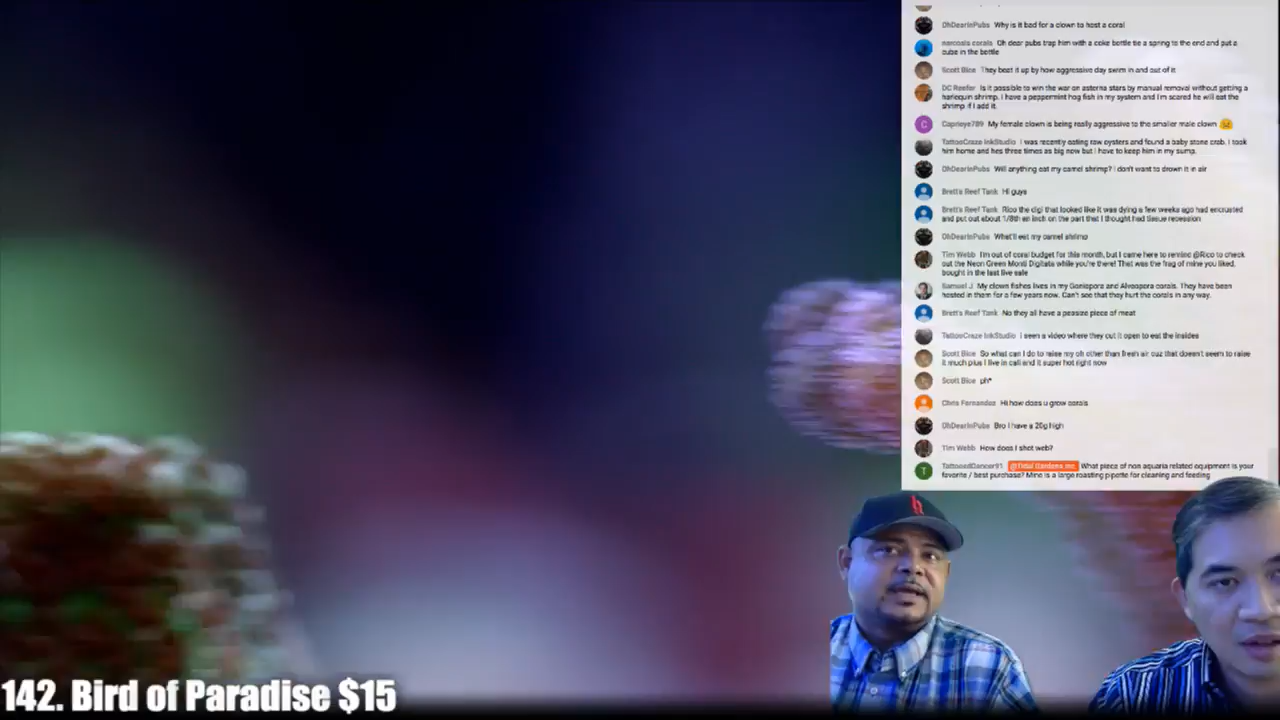 OhDearInPubs Why is it bad for a clown to host a coral
narcosis corals Oh dear pubs trap him with a coke bottle tie a spring to the end and put a
cube in the bottle
Scott Bice They beat it up by how aggressive day swim in and out of it
DC Reefer Is it possible to win the war on asterna stars by manual removal without getting a
harlequin shrimp. I have a peppermint hog fish in my system and I'm scared he will eat the
shrimp if I add it.
Caprieye789 My female clown is being really aggressive to the smaller male clown
TattooCraze InkStudio I was recently eating raw oysters and found a baby stone crab. I took
him home and hes three times as big now but I have to keep him in my sump.
OhDearInPubs Will anything eat my camel shrimp? I don't want to drown it in air
Brett's Reef Tank Hi guys
Brett's Reef Tank Rico the digi that looked like it was dying a few weeks ago had encrusted
and put out about 1/8th an inch on the part that I thought had tissue recession
OhDearInPubs What'll eat my camel shrimp
Tim Webb I'm out of coral budget for this month, but I came here to remind @Rico to check
out the Neon Green Monti Digitata while you're there! That was the frag of mine you liked,
bought in the last live sale
Samuel J My clown fishes lives in my Goniopora and Alveopora corals. They have been
hosted in them for a few years now. Can't see that they hurt the corals in any way.
Brett's Reef Tank No they all have a peasize piece of meat
TattooCraze InkStudio I seen a video where they cut it open to eat the insides
Scott Bice So what can I do to raise my oh other than fresh air cuz that doesn't seem to raise
it much plus I live in cali and it super hot right now
Scott Bice ph*
Chris Fernandez Hi how does u grow corals
OhDearInPubs Bro I have a 20g high
Tim Webb How does I shot web?
T TattooedDancer91 @Tidal Gardens Inc. What piece of non aquaria related equipment is your
favorite / best purchase? Mine is a large roasting pipette for cleaning and feeding
142. Bird of Paradise $15